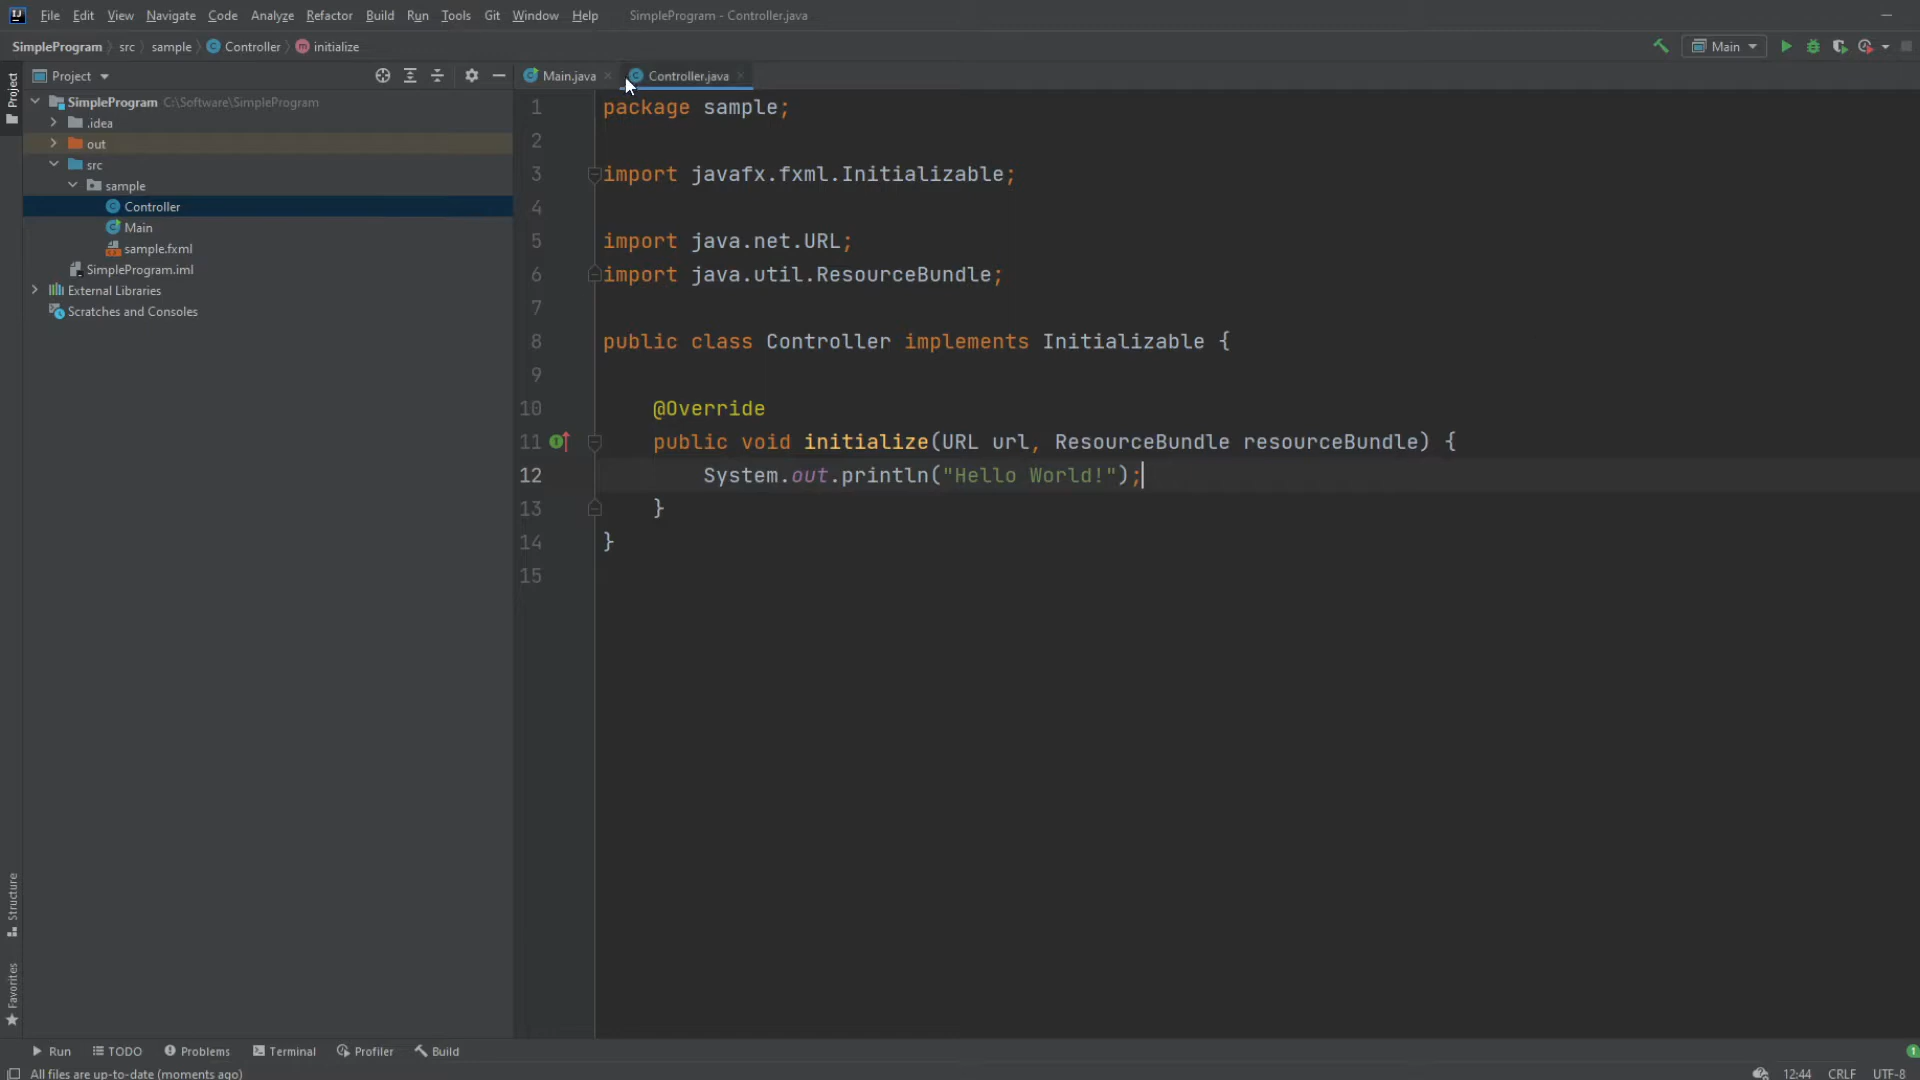 File Edit View Navigate Code Analyze Refactor Build Run Tools Git Window Help SimpleProgram - Controller.java
SimpleProgram src sample Controller initialize Main
Project
Project
Main.java Controller.java
SimpleProgram C:\Software\SimpleProgram
.idea
out
src
sample
Controller
Main
sample.fxml
SimpleProgram.iml
External Libraries
Scratches and Consoles
1 package sample;
2
3 import javafx.fxml.Initializable;
4
5 import java.net.URL;
6 import java.util.ResourceBundle;
7
8 public class Controller implements Initializable {
9
10 @Override
11 public void initialize(URL url, ResourceBundle resourceBundle) {
12 System.out.println("Hello World!");
13 }
14 }
15
Structure
Favorites
Run TODO Problems Terminal Profiler Build 1
All files are up-to-date (moments ago) 12:44 CRLF UTF-8